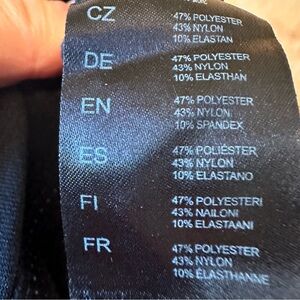 CZ
47% POLYESTER
43% NYLON
10% ELASTAN
DE
47% POLYESTER
43% NYLON
10% ELASTHAN
EN
47% POLYESTER
43% NYLON
10% SPANDEX
ES
47% POLIÉSTER
43% NYLON
10% ELASTANO
FI
47% POLYESTERI
43% NAILONI
10% ELASTAANI
FR
47% POLYESTER
43% NYLON
10% ÉLASTHANNE